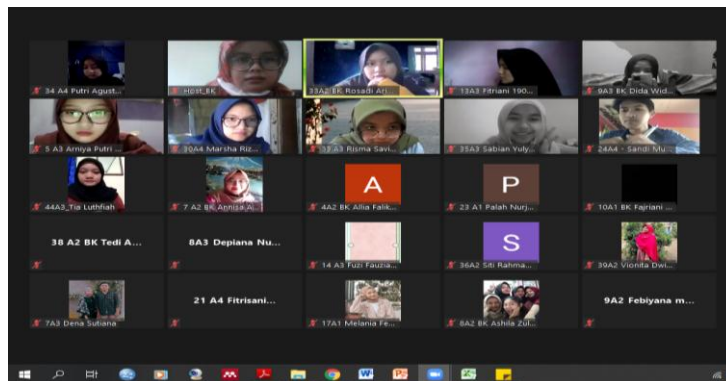 34 A4 Putri Agust...
33A2 BK Rosadi Ari...
13A3 Fitriani 190...
9A3 BK Dida Wid...
5 A3 Arniya Putri ...
30A4 Marsha Riz...
33 A3 Risma Savi...
35A3 Sabian Yuly...
24A4 - Sandi Mu...
44A3_Tia Luthfiah
7 A2 BK Annisa A...
A
4A2 BK Allia Falik...
P
23 A1 Palah Nurj...
10A1 BK Fajriani ...
38 A2 BK Tedi A...
8A3 Depiana Nu...
14 A3 Fuzi Fauzia...
S
36A2 Siti Rahma...
39A2 Vionita Dwi...
7A3 Dena Sutiana
21 A4 Fitrisani...
17A1 Melania Fe...
8A2 BK Ashila Zul...
9A2 Febiyana m...